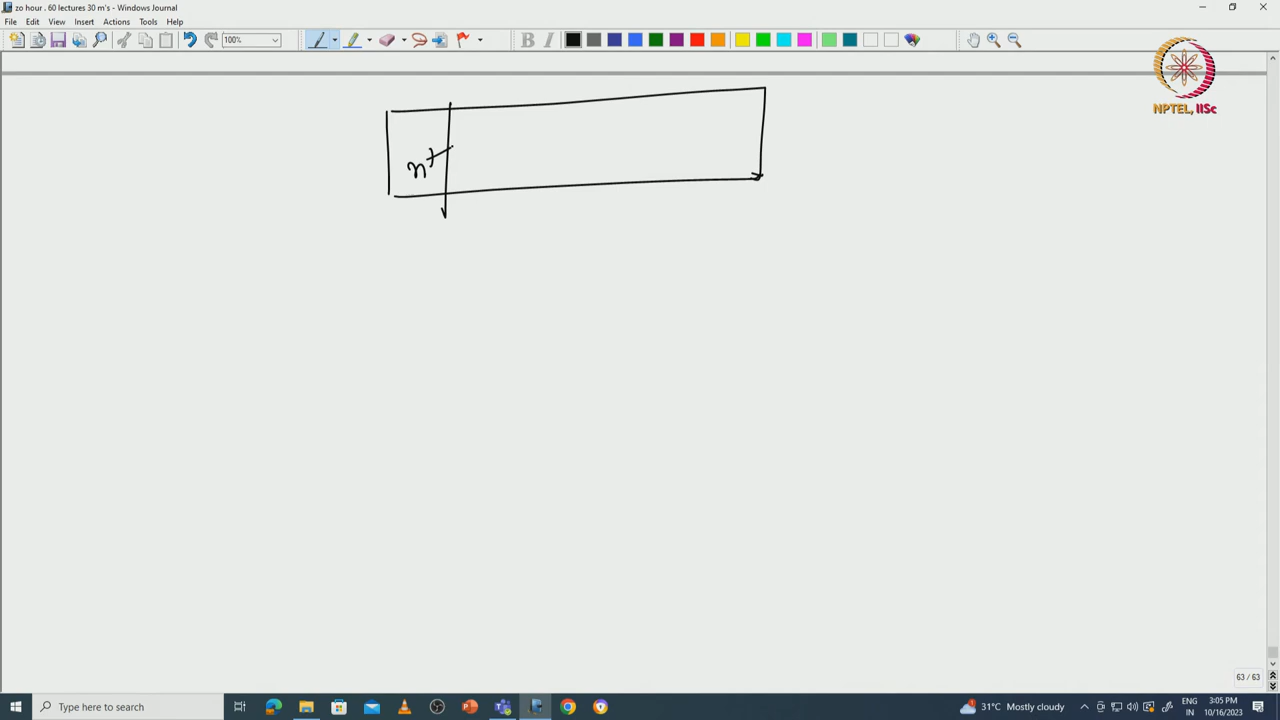 zo hour . 60 lectures 30 m's - Windows Journal
File Edit View Insert Actions Tools Help
100%
B I
NPTEL, IISc
n+
63 / 63
Type here to search
31°C Mostly cloudy
ENG
IN
3:05 PM
10/16/2023